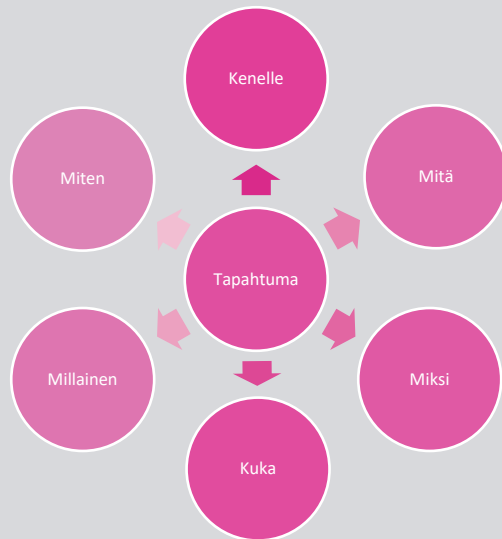 Kenelle
Miten
Mitä
Tapahtuma
Millainen
Miksi
Kuka